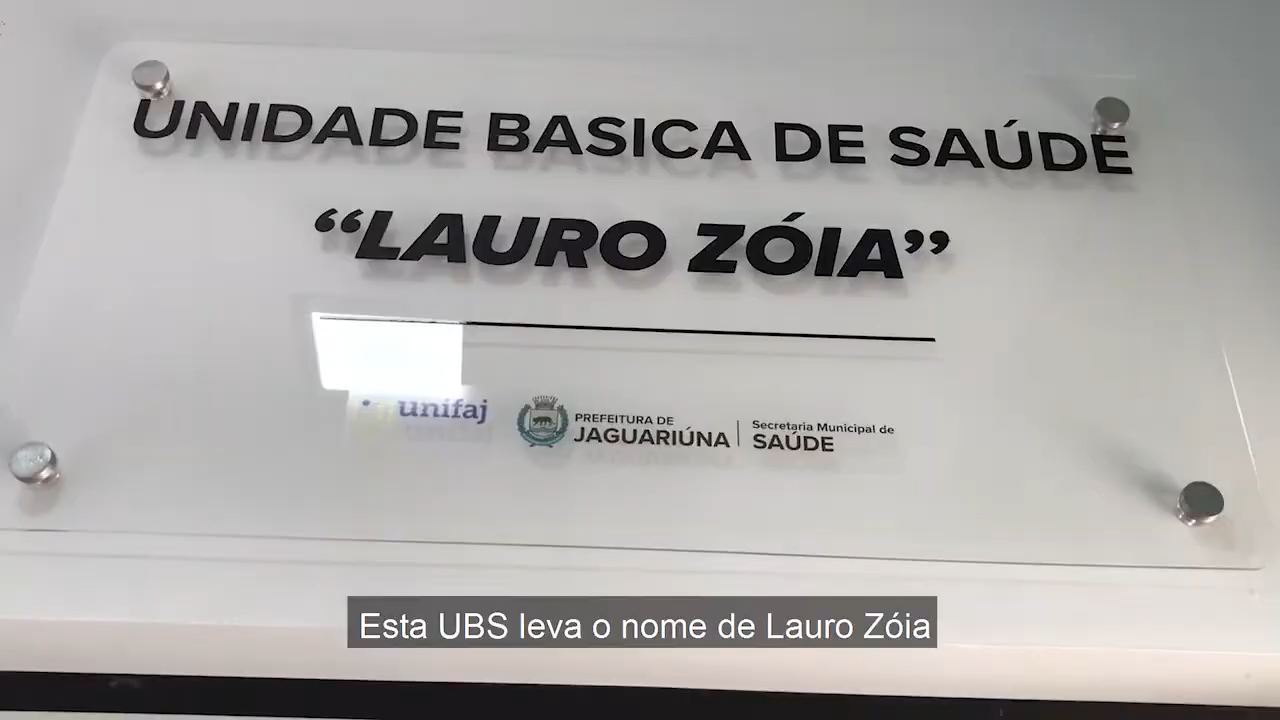 UNIDADE BASICA DE SAÚDE
“LAURO ZÓIA”
unifaj
PREFEITURA DE
JAGUARIÚNA
Secretaria Municipal de
SAÚDE
Esta UBS leva o nome de Lauro Zóia